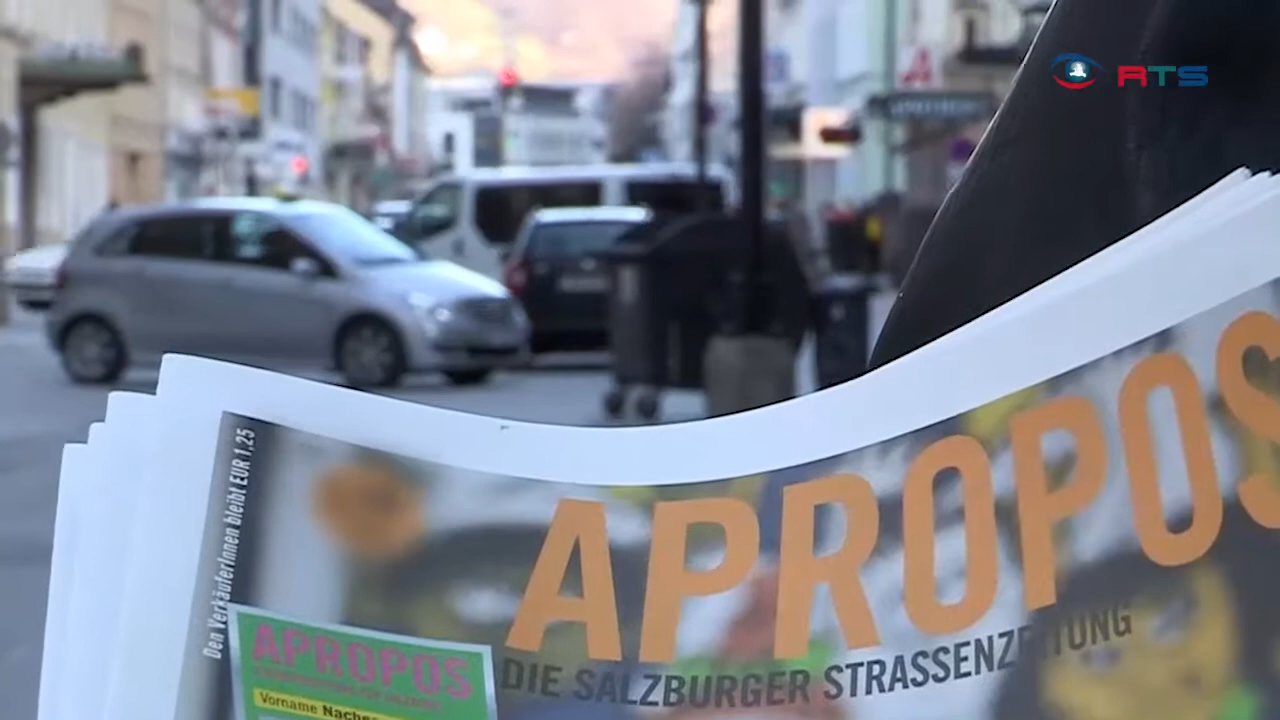 RTS
APROPOS
DIE SALZBURGER STRASSENZEITUNG
Den VerkäuferInnen bleibt EUR 1,25
APROPOS
Vorname